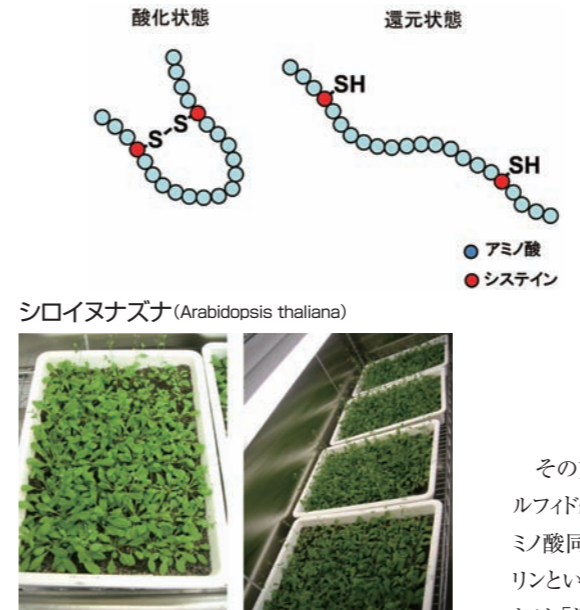 酸化状態
還元状態
S-S
SH
SH
アミノ酸
システイン
シロイヌナズナ(Arabidopsis thaliana)
その
ルフィド
ミノ酸同
リンとい